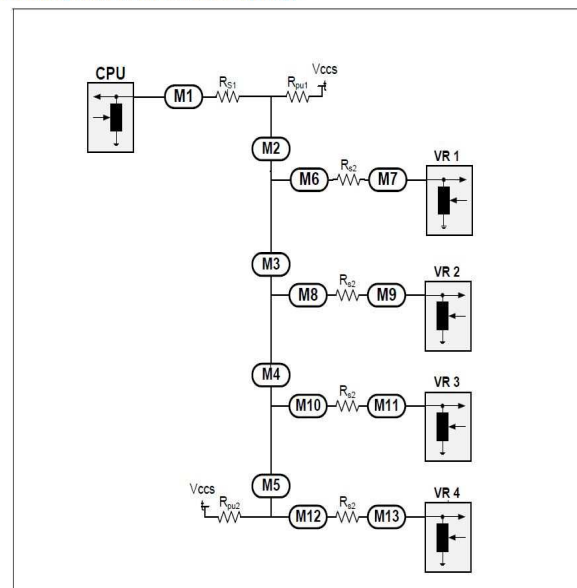 CPU
M1
RS1
Rpu1
Vccs
M2
VR 1
M6
Rs2
M7
M3
VR 2
M8
Rs2
M9
M4
VR 3
M10
Rs2
M11
M5
Vccs
Rpu2
VR 4
M12
Rs2
M13